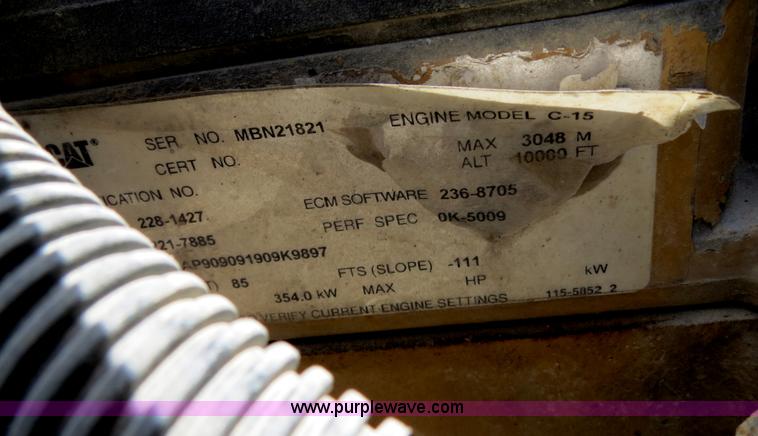 CAT SER NO. MBN21821 ENGINE MODEL C-15
CERT NO. MAX 3048 M
ALT 10000 FT
ICATION NO.
228-1427 ECM SOFTWARE 236-8705
21-7885 PERF SPEC 0K-5009
AP909091909K9897
85 FTS (SLOPE) -111
354.0 kW MAX HP kW
VERIFY CURRENT ENGINE SETTINGS 115-5852 2
www.purplewave.com